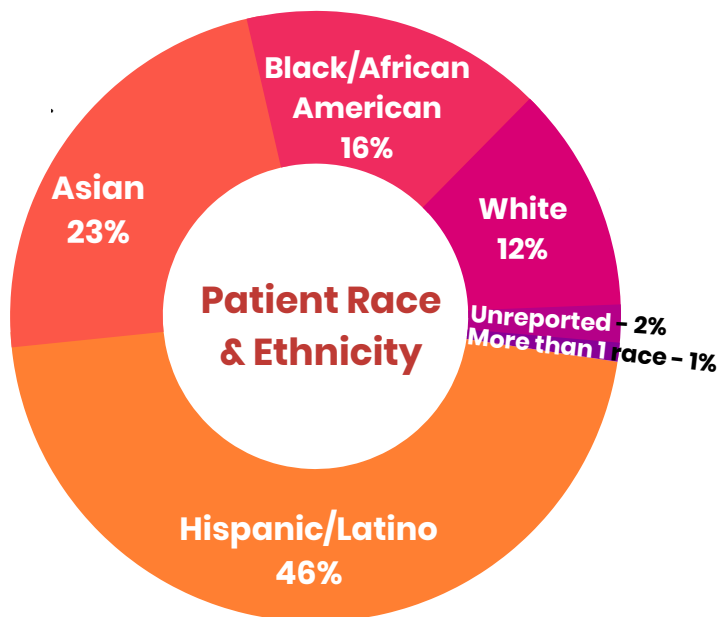 Black/African
American
16%
Asian
23%
White
12%
Patient Race
& Ethnicity
Unreported – 2%
More than 1 race – 1%
Hispanic/Latino
46%